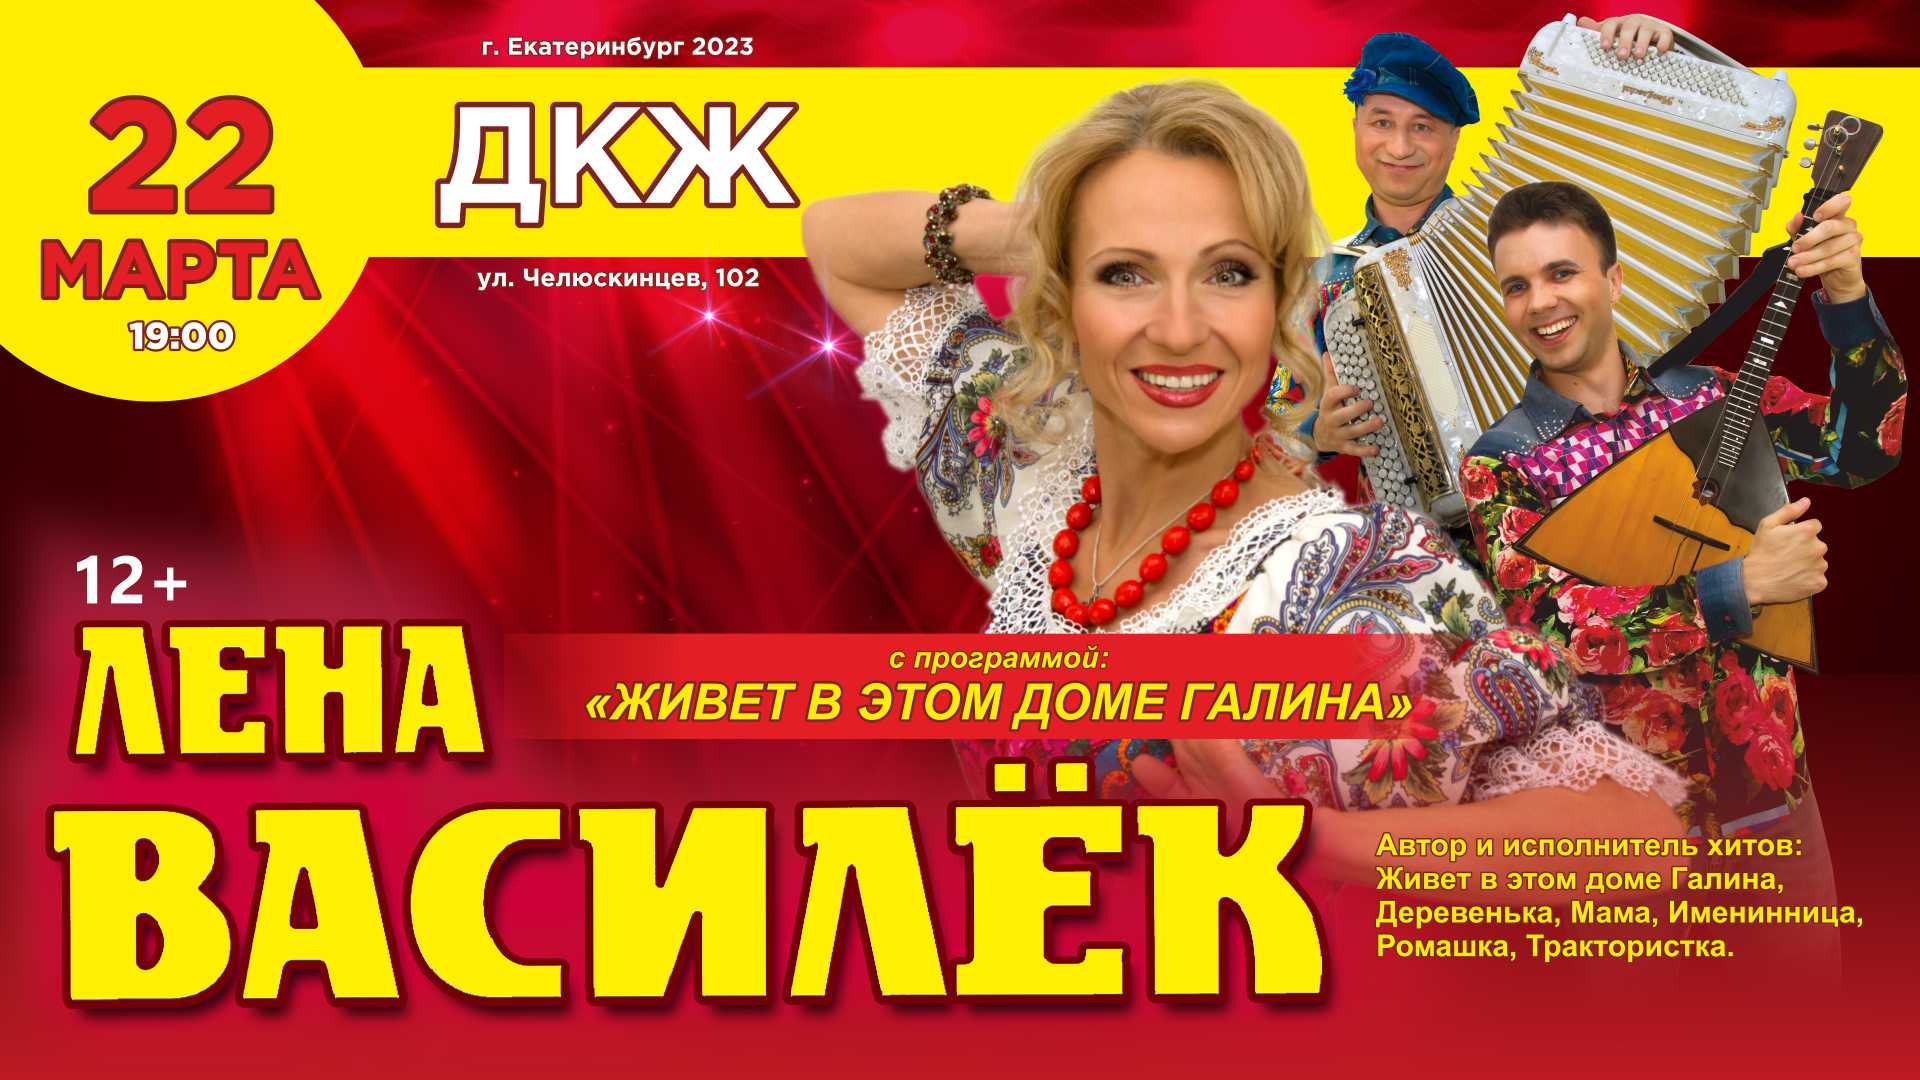 г. Екатеринбург 2023
22
МАРТА
19:00
ДКЖ
ул. Челюскинцев, 102
12+
ЛЕНА
ВАСИЛЁК
с программой:
«ЖИВЕТ В ЭТОМ ДОМЕ ГАЛИНА»
Автор и исполнитель хитов:
Живет в этом доме Галина,
Деревенька, Мама, Именинница,
Ромашка, Трактористка.